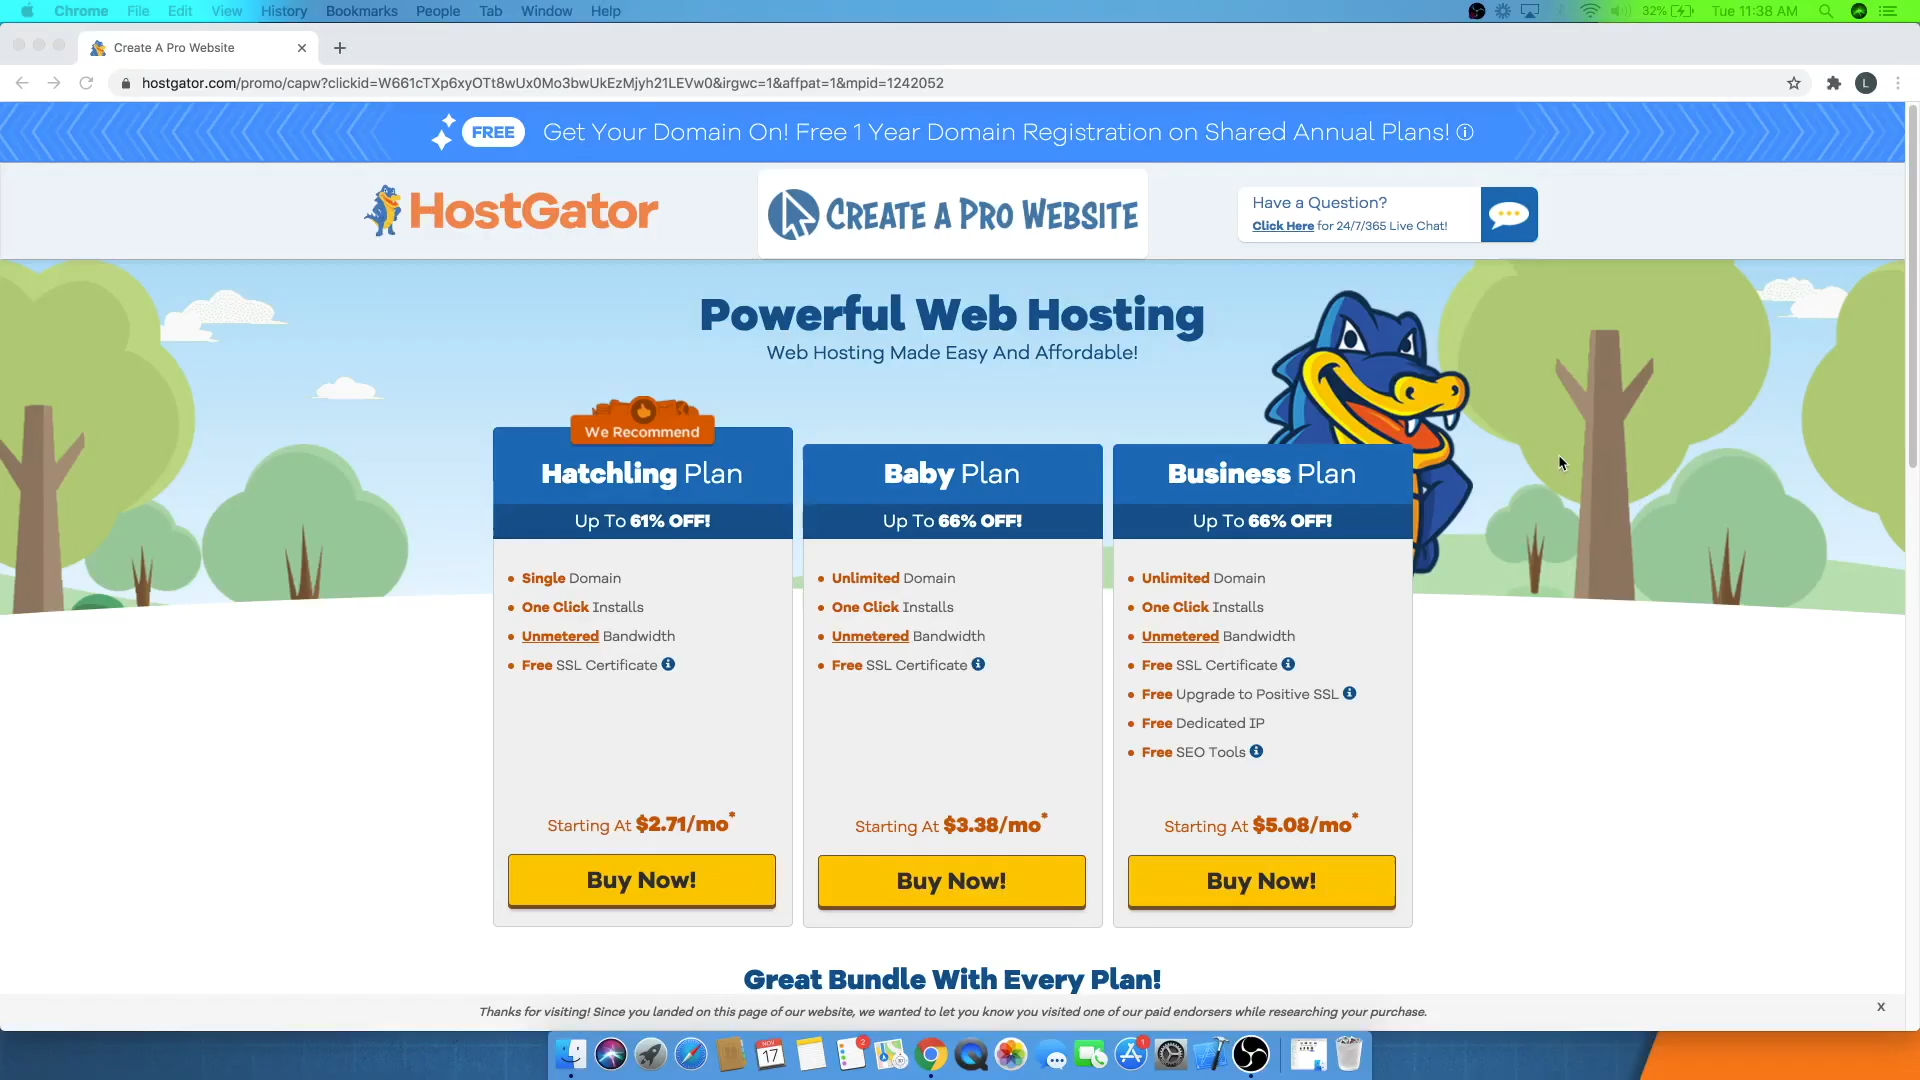 Chrome File Edit View History Bookmarks People Tab Window Help
32% Tue 11:38 AM
Create A Pro Website
hostgator.com/promo/capw?clickid=W661cTXp6xyOTt8wUx0Mo3bwUkEzMjyh21LEVw0&irgwc=1&affpat=1&mpid=1242052
L
FREE Get Your Domain On! Free 1 Year Domain Registration on Shared Annual Plans!
HostGator
CREATE A PRO WEBSITE
Have a Question?
Click Here for 24/7/365 Live Chat!
Powerful Web Hosting
Web Hosting Made Easy And Affordable!
We Recommend
Hatchling Plan
Up To 61% OFF!
Single Domain
One Click Installs
Unmetered Bandwidth
Free SSL Certificate
Starting At $2.71/mo*
Buy Now!
Baby Plan
Up To 66% OFF!
Unlimited Domain
One Click Installs
Unmetered Bandwidth
Free SSL Certificate
Starting At $3.38/mo*
Buy Now!
Business Plan
Up To 66% OFF!
Unlimited Domain
One Click Installs
Unmetered Bandwidth
Free SSL Certificate
Free Upgrade to Positive SSL
Free Dedicated IP
Free SEO Tools
Starting At $5.08/mo*
Buy Now!
Great Bundle With Every Plan!
Thanks for visiting! Since you landed on this page of our website, we wanted to let you know you visited one of our paid endorsers while researching your purchase.
X
NOV
17
2
1